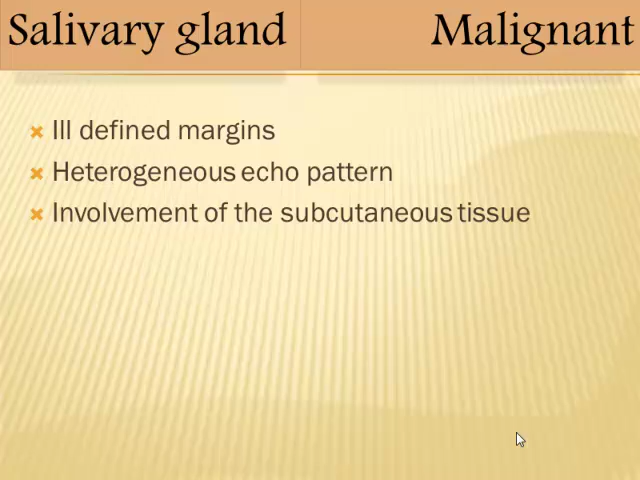 Salivary gland Malignant
Ill defined margins
Heterogeneous echo pattern
Involvement of the subcutaneous tissue